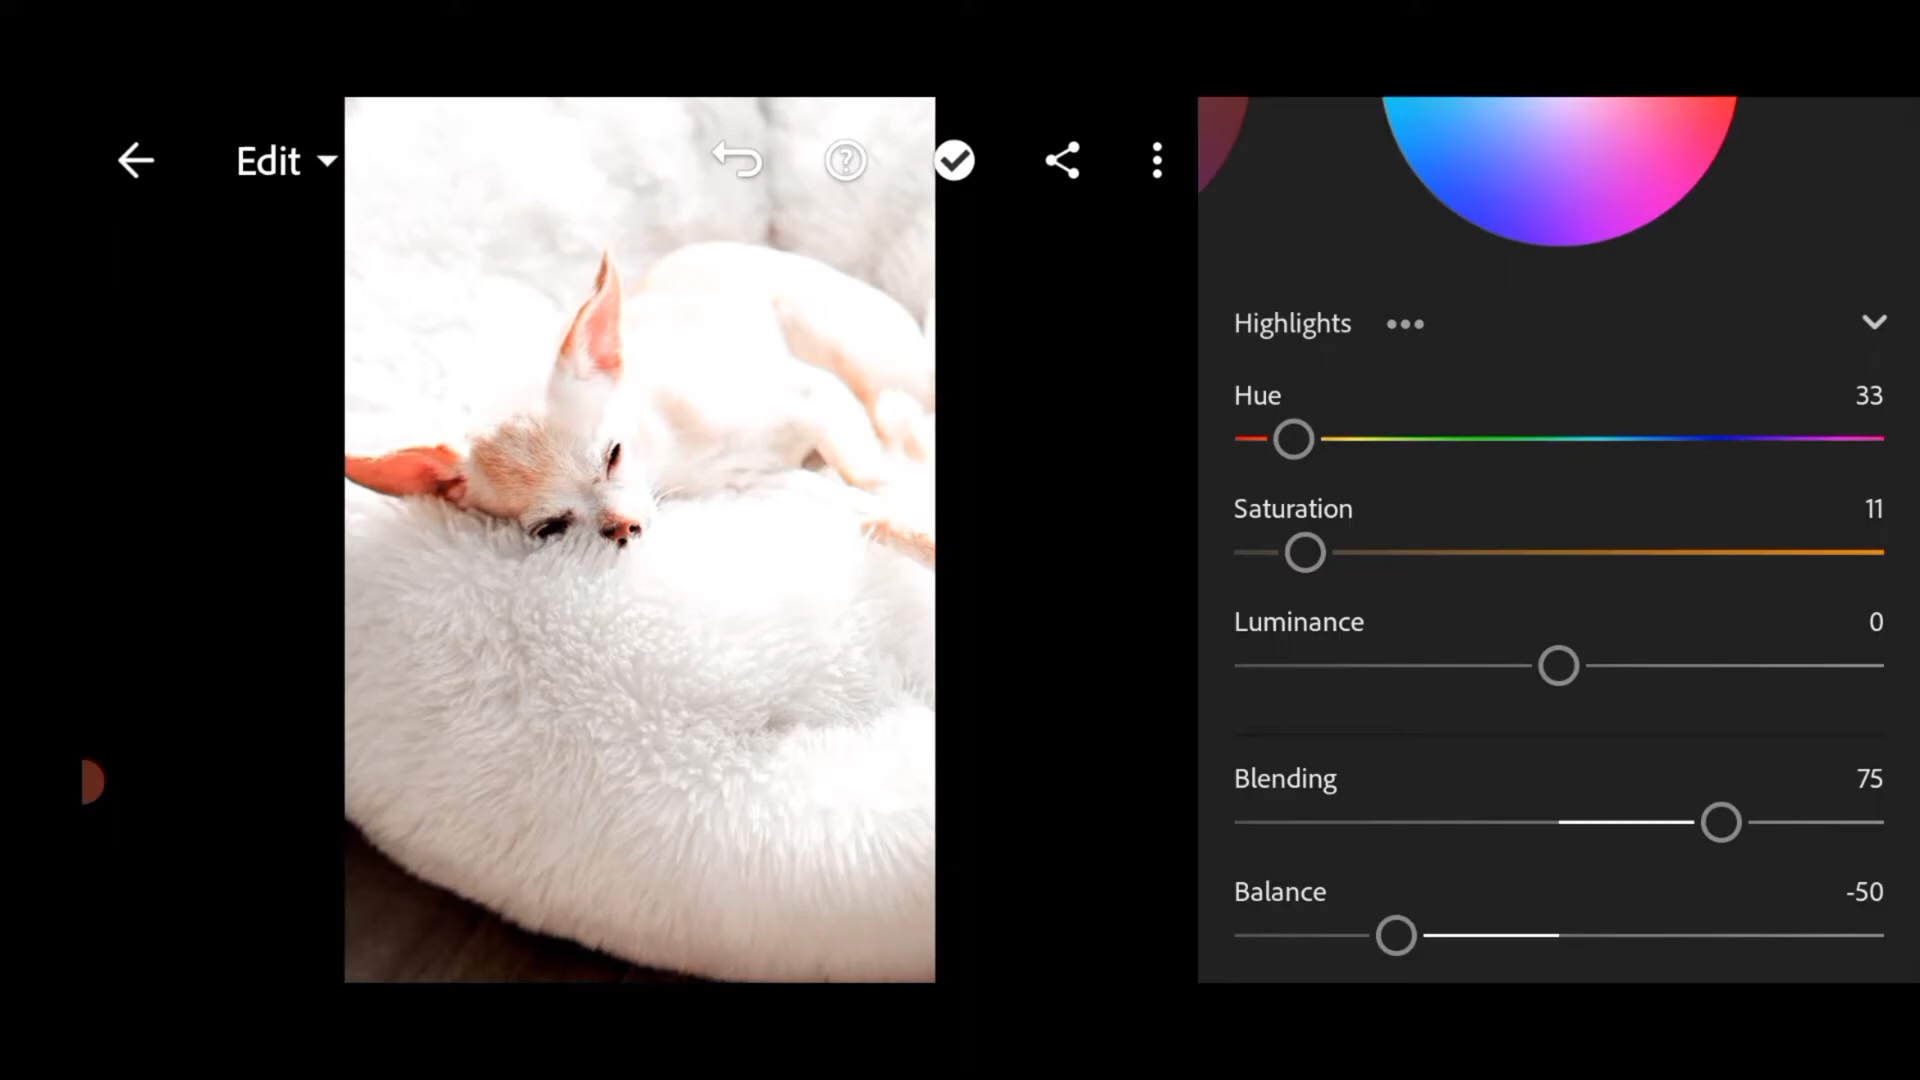 Edit
Highlights
Hue 33
Saturation 11
Luminance 0
Blending 75
Balance -50